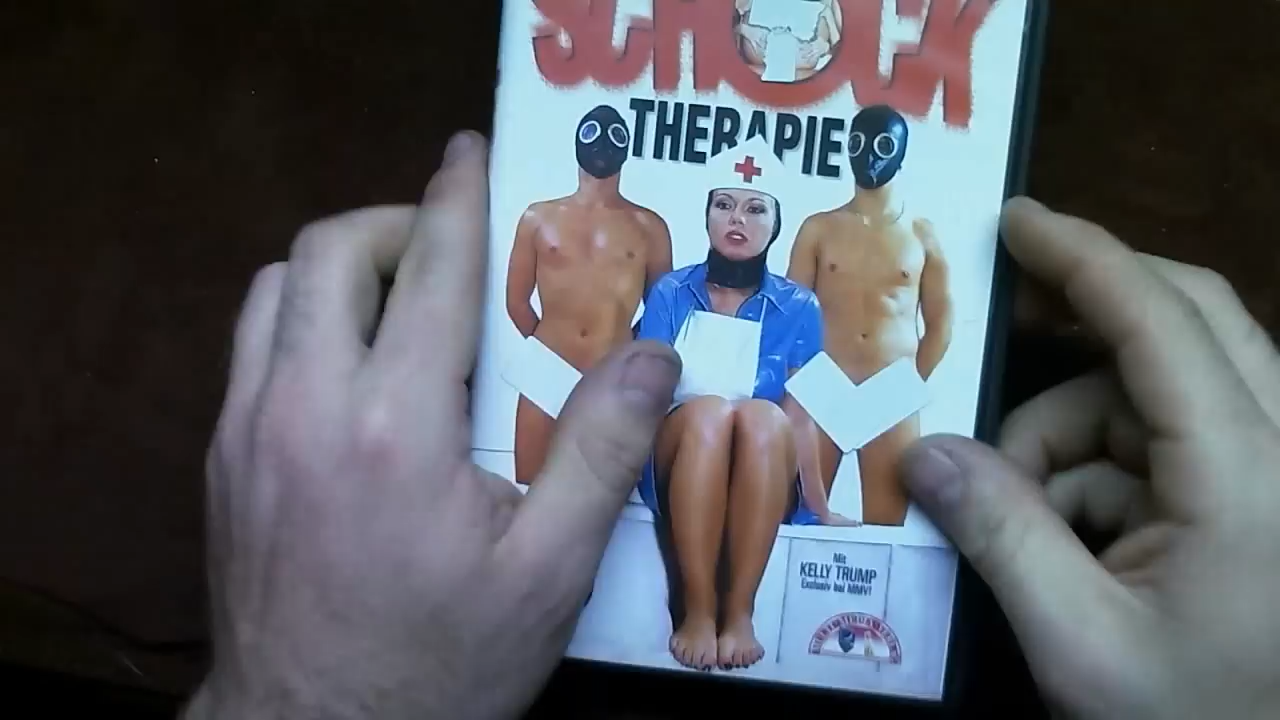 SCHOCK
THERAPIE
Mit
KELLY TRUMP
Exclusiv bei MMV!